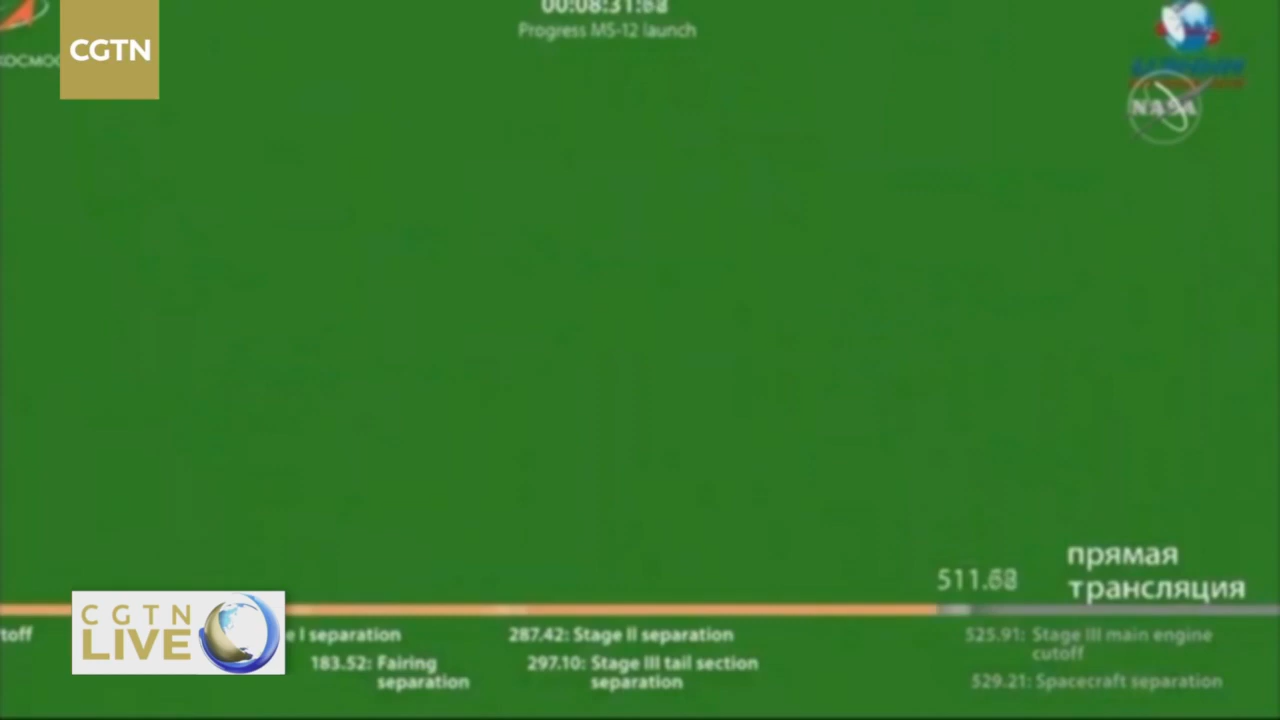 00:08:31:68
Progress MS-12 launch
КОСМОС
CGTN
NASA
прямая
трансляция
511.68
CGTN
LIVE
toff
e I separation
183.52: Fairing
separation
287.42: Stage II separation
297.10: Stage III tail section
separation
525.91: Stage III main engine
cutoff
529.21: Spacecraft separation